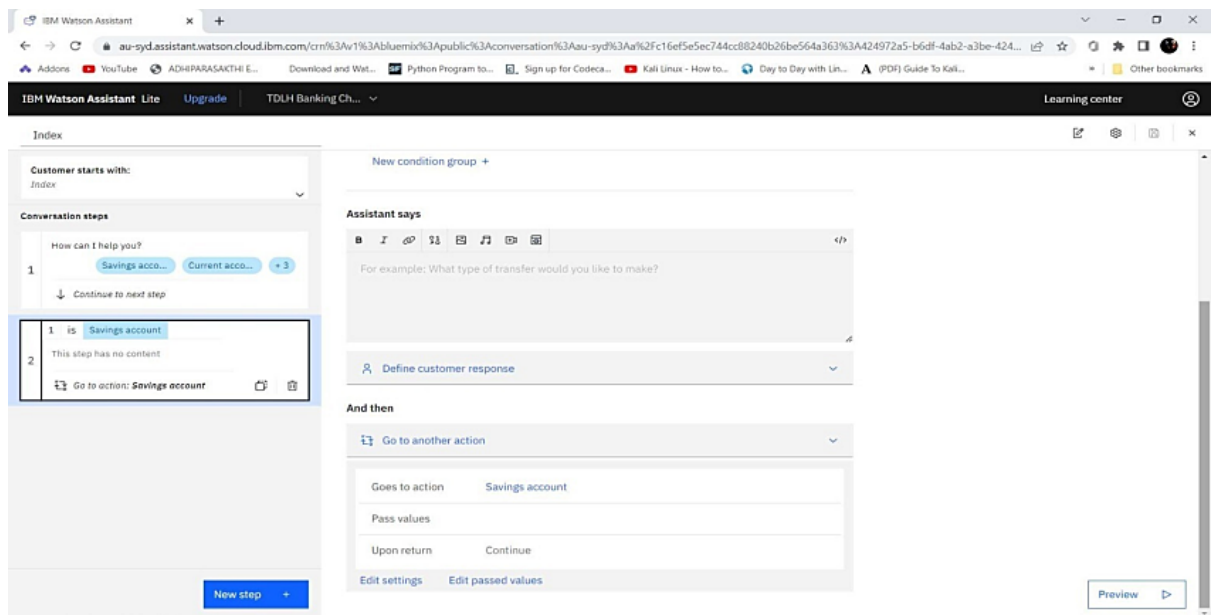 IBM Watson Assistant
au-syd.assistant.watson.cloud.ibm.com/crn%3Av1%3Abluemix%3Apublic%3Aconversation%3Aau-syd%3Aa%2Fc16ef5e5ec744cc88240b26be564a363%3A424972a5-b6df-4ab2-a3be-424...
Addons YouTube ADHIPARASAKTHI E... Download and Wat... Python Program to... Sign up for Codeca... Kali Linux - How to... Day to Day with Lin... (PDF) Guide To Kali... Other bookmarks
IBM Watson Assistant Lite Upgrade TDLH Banking Ch... Learning center
Index
Customer starts with:
Index
Conversation steps
How can I help you?
1 Savings acco... Current acco... + 3
Continue to next step
1 is Savings account
2 This step has no content
Go to action: Savings account
New step +
New condition group +
Assistant says
B I </>
For example: What type of transfer would you like to make?
Define customer response
And then
Go to another action
Goes to action Savings account
Pass values
Upon return Continue
Edit settings Edit passed values
Preview